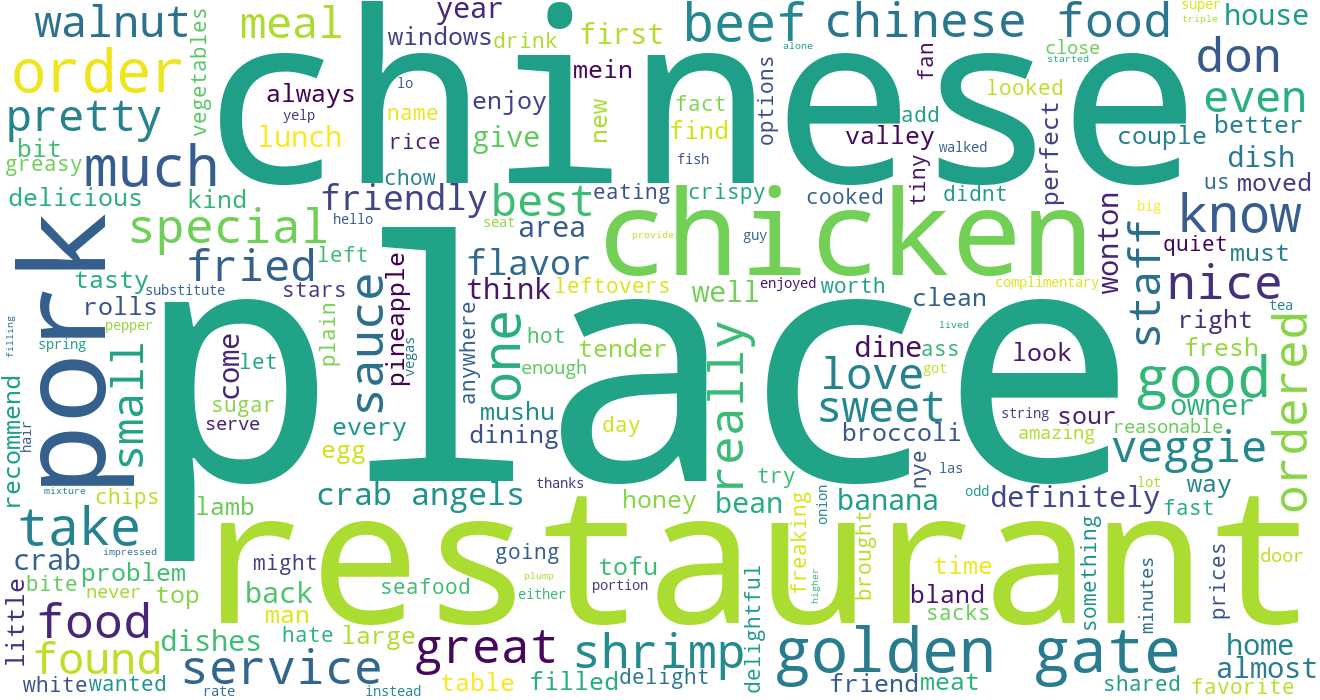 walnut
meal
year
windows
drink
first
beef
chinese
food
super
triple
house
order
chinese
vegetables
always
yelp
lo
mein
enjoy
new
fact
find
alone
options
fan
close
started
looked
don
even
pretty
bit
greasy
much
lunch
name
rice
give
fish
valley
add
walked
tiny
perfect
couple
better
dish
us
moved
delicious
kind
chow
friendly
hello
best
seat
eating
crispy
cooked
didnt
big
know
pork
special
fried
left
area
chicken
provide
guy
wonton
staff
quiet
must
tasty
substitute
rolls
stars
sauce
pineapple
flavor
think
leftovers
well
enjoyed
worth
clean
complimentary
nice
tea
right
filling
spring
pepper
small
place
come
let
sugar
serve
plain
vegas
anywhere
one
hot
enough
tender
really
dine
ass
got
love
sweet
lived
look
string
sour
amazing
fresh
good
owner
reasonable
ordered
recommend
hair
mixture
chips
every
egg
mushu
dining
day
try
broccoli
nye
las
veggie
way
take
lamb
crab angels
thanks
honey
bean
onion
banana
odd
definitely
lot
fast
crab
impressed
problem
restaurant
bite
never
top
might
back
man
going
plump
either
seafood
tofu
portion
delightful
freaking
higher
brought
time
bland
sacks
something
minutes
prices
door
little
food
found
dishes
hate
large
great
shrimp
golden
gate
home
almost
white
wanted
service
rate
instead
table
filled
delight
friend
meat
shared
favorite